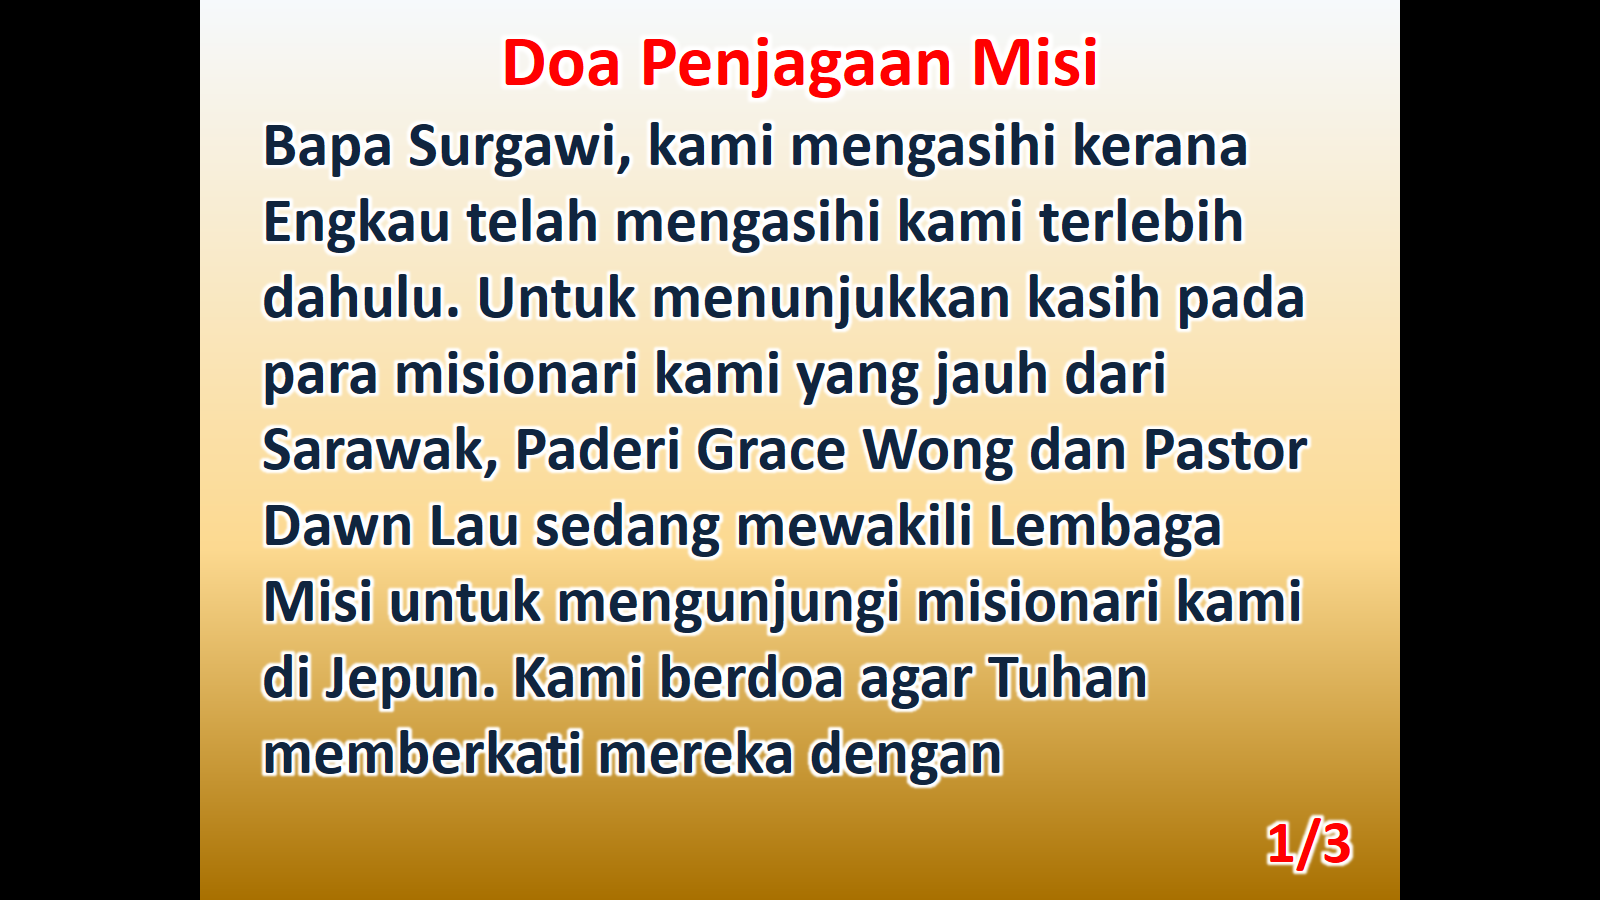 Doa Penjagaan Misi
Bapa Surgawi, kami mengasihi kerana
Engkau telah mengasihi kami terlebih
dahulu. Untuk menunjukkan kasih pada
para misionari kami yang jauh dari
Sarawak, Paderi Grace Wong dan Pastor
Dawn Lau sedang mewakili Lembaga
Misi untuk mengunjungi misionari kami
di Jepun. Kami berdoa agar Tuhan
memberkati mereka dengan
1/3